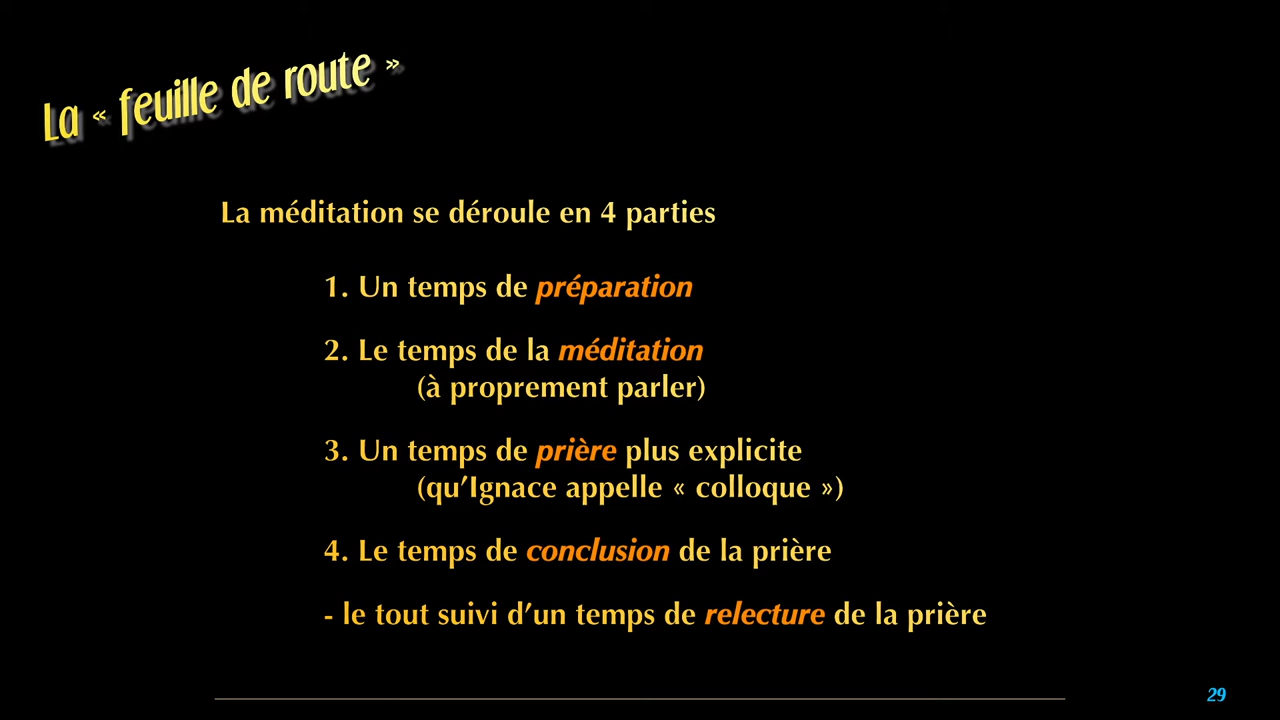 La « feuille de route »
La méditation se déroule en 4 parties
1. Un temps de préparation
2. Le temps de la méditation
(à proprement parler)
3. Un temps de prière plus explicite
(qu’Ignace appelle « colloque »)
4. Le temps de conclusion de la prière
- le tout suivi d’un temps de relecture de la prière
29